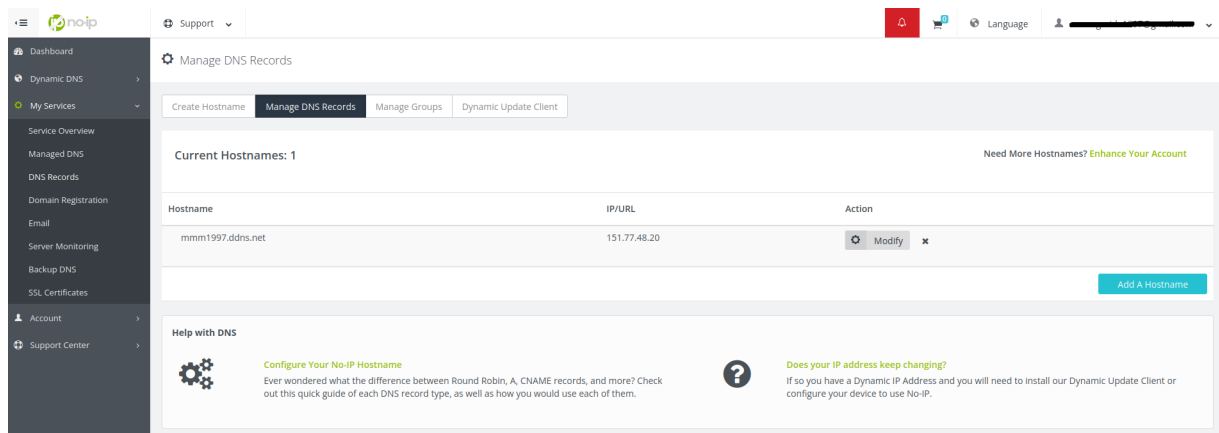 no-ip
Support
0
Language
Dashboard
Dynamic DNS
My Services
Service Overview
Managed DNS
DNS Records
Domain Registration
Email
Server Monitoring
Backup DNS
SSL Certificates
Account
Support Center
Manage DNS Records
Create Hostname Manage DNS Records Manage Groups Dynamic Update Client
Current Hostnames: 1
Need More Hostnames? Enhance Your Account
Hostname IP/URL Action
mmm1997.ddns.net 151.77.48.20 Modify
Add A Hostname
Help with DNS
Configure Your No-IP Hostname
Ever wondered what the difference between Round Robin, A, CNAME records, and more? Check
out this quick guide of each DNS record type, as well as how you would use each of them.
Does your IP address keep changing?
If so you have a Dynamic IP Address and you will need to install our Dynamic Update Client or
configure your device to use No-IP.